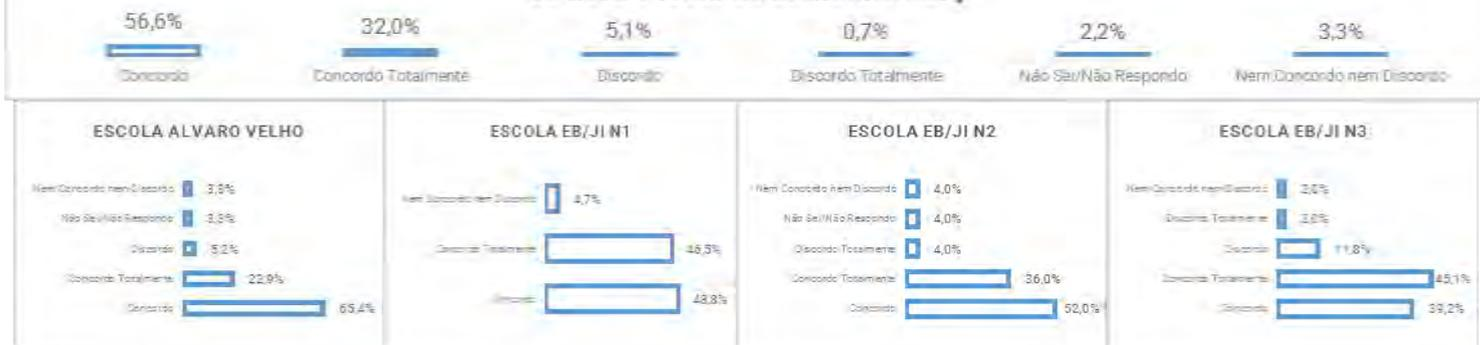 56,6%
Concordo
32,0%
Concordo Totalmente
5,1%
Discordo
0,7%
Discordo Totalmente
2,2%
Não Sei/Não Respondo
3,3%
Nem Concordo nem Discordo
ESCOLA ALVARO VELHO
Nem Concordo nem Discordo 3,3%
Não Sei/Não Respondo 3,3%
Discordo 5,2%
Concordo Totalmente 22,9%
Concordo 65,4%
ESCOLA EB/JI N1
Nem Concordo nem Discordo 4,7%
Concordo Totalmente 46,5%
Concordo 48,8%
ESCOLA EB/JI N2
Nem Concordo nem Discordo 4,0%
Não Sei/Não Respondo 4,0%
Discordo Totalmente 4,0%
Concordo Totalmente 36,0%
Concordo 52,0%
ESCOLA EB/JI N3
Nem Concordo nem Discordo 2,0%
Discordo Totalmente 2,0%
Discordo 11,8%
Concordo Totalmente 45,1%
Concordo 39,2%